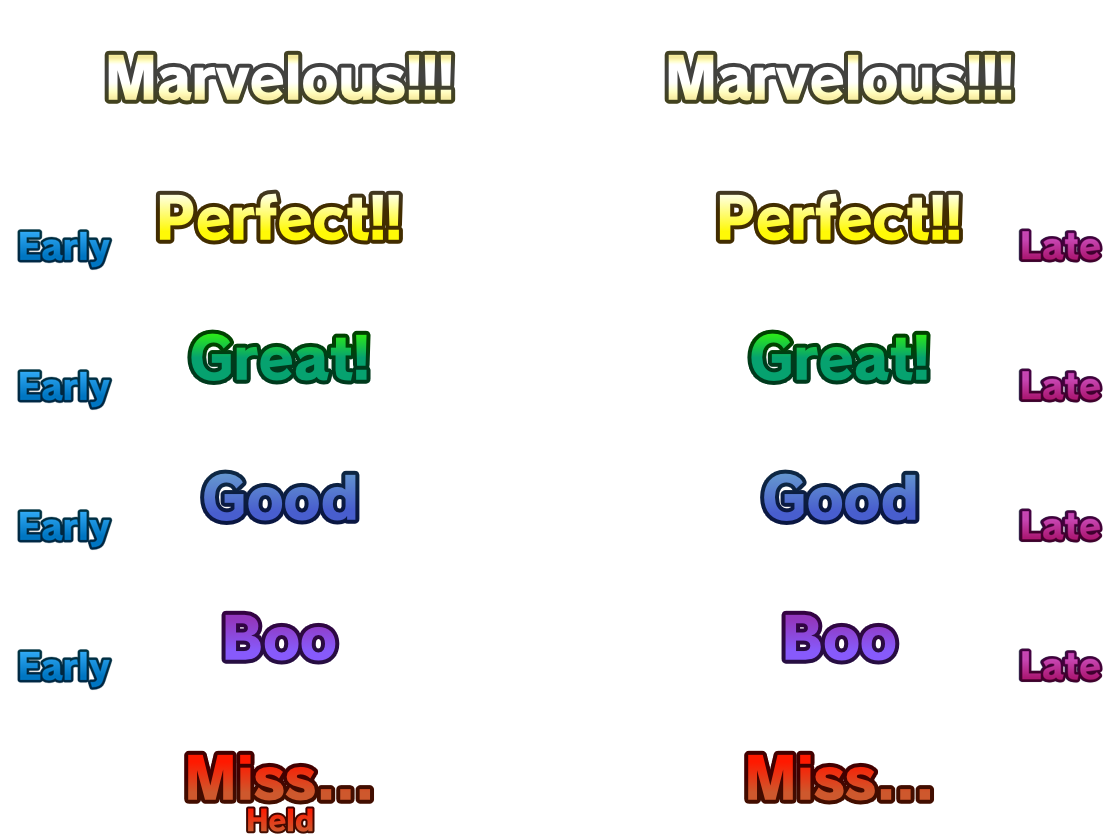 Marvelous!!! Marvelous!!!
Perfect!! Perfect!!
Early Late
Great! Great!
Early Late
Good Good
Early Late
Boo Boo
Early Late
Miss... Miss...
Held